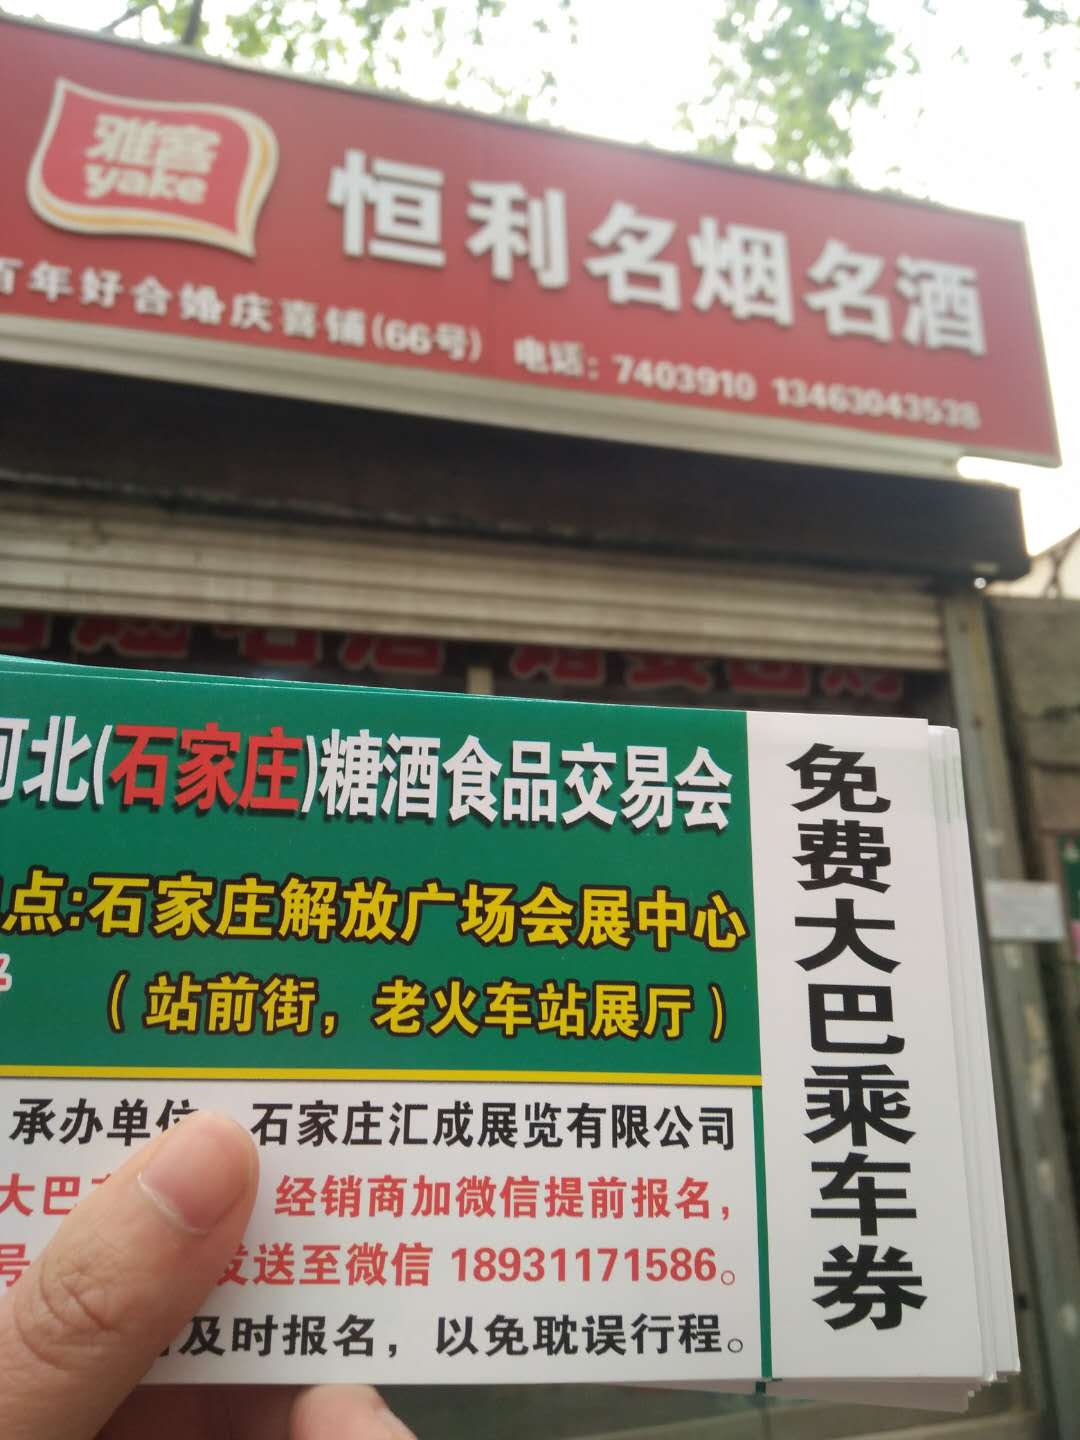 雅客
yake
恒利名烟名酒
百年好合婚庆喜铺(66号) 电话: 7403910 13463043538
河北(石家庄)糖酒食品交易会
点:石家庄解放广场会展中心
(站前街，老火车站展厅)
承办单位 石家庄汇成展览有限公司
大巴 经销商加微信提前报名，
号 发送至微信 18931171586。
及时报名，以免耽误行程。
免费大巴乘车券